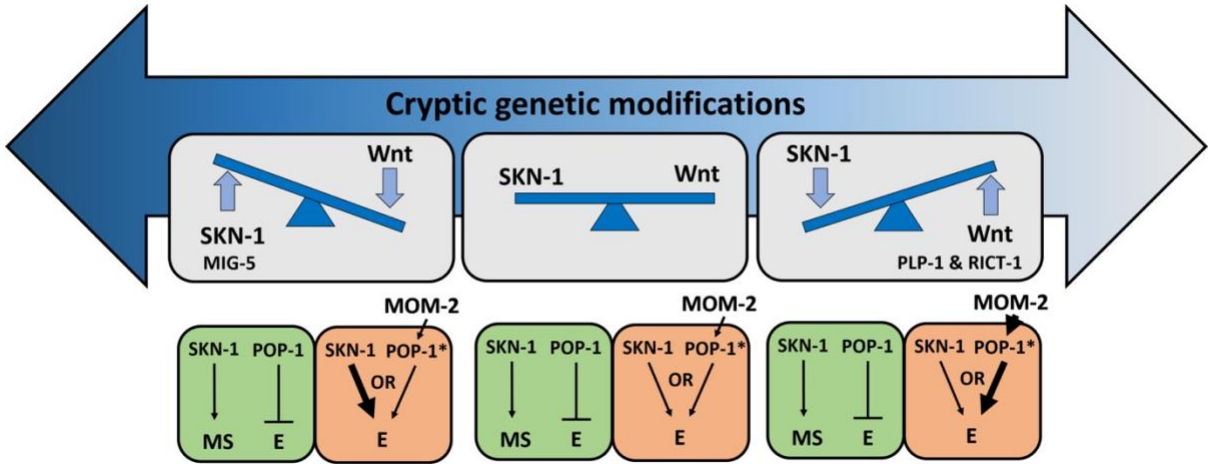 Cryptic genetic modifications
Wnt
SKN-1
MIG-5
SKN-1 Wnt
SKN-1
Wnt
PLP-1 & RICT-1
MOM-2
SKN-1 POP-1 SKN-1 POP-1*
OR
MS E E
MOM-2
SKN-1 POP-1 SKN-1 POP-1*
OR
MS E E
MOM-2
SKN-1 POP-1 SKN-1 POP-1*
OR
MS E E